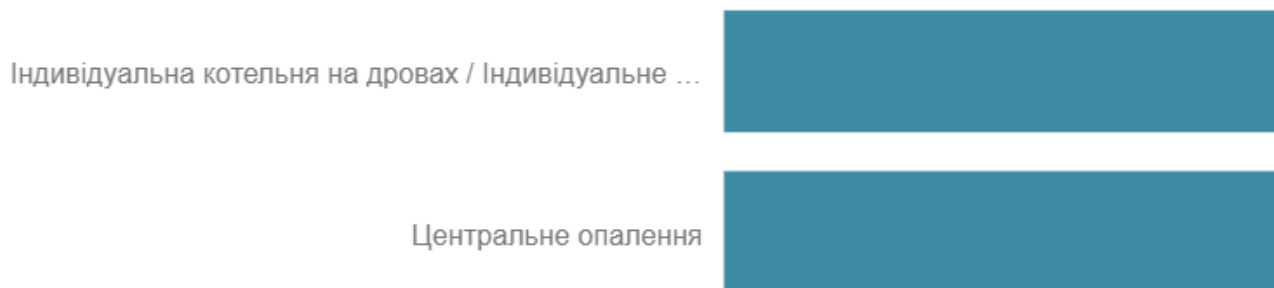 Індивідуальна котельня на дровах / Індивідуальне …
Центральне опалення